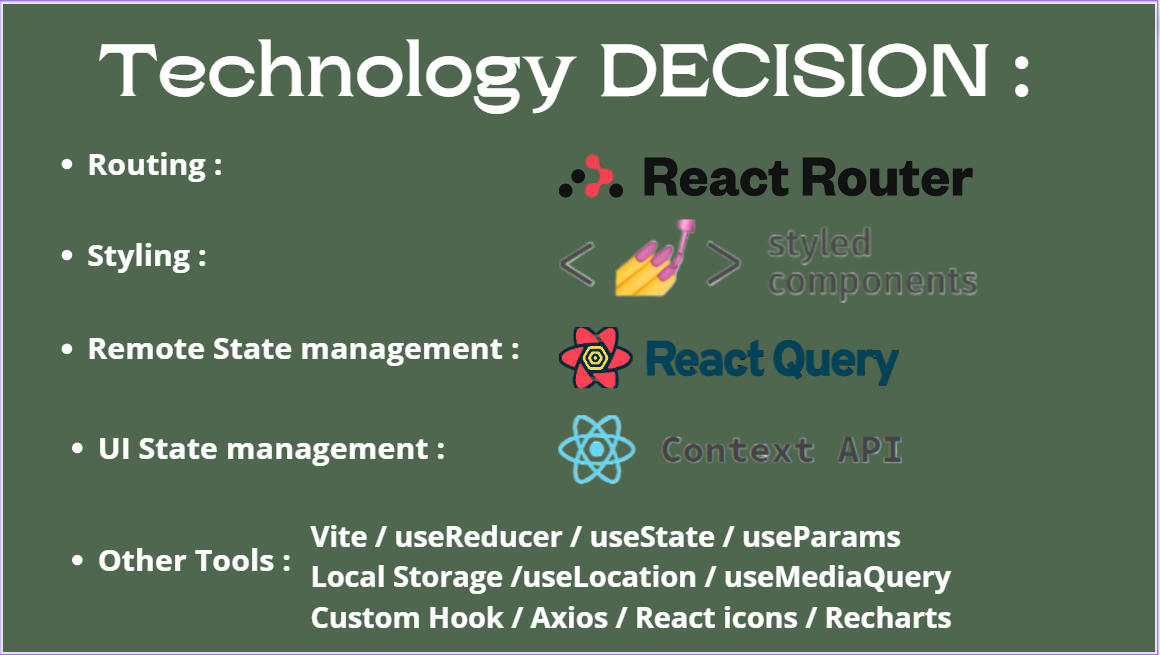 Technology DECISION :
• Routing : React Router
• Styling : < > styled
components
• Remote State management : React Query
• UI State management : Context API
• Other Tools : Vite / useReducer / useState / useParams
Local Storage /useLocation / useMediaQuery
Custom Hook / Axios / React icons / Recharts